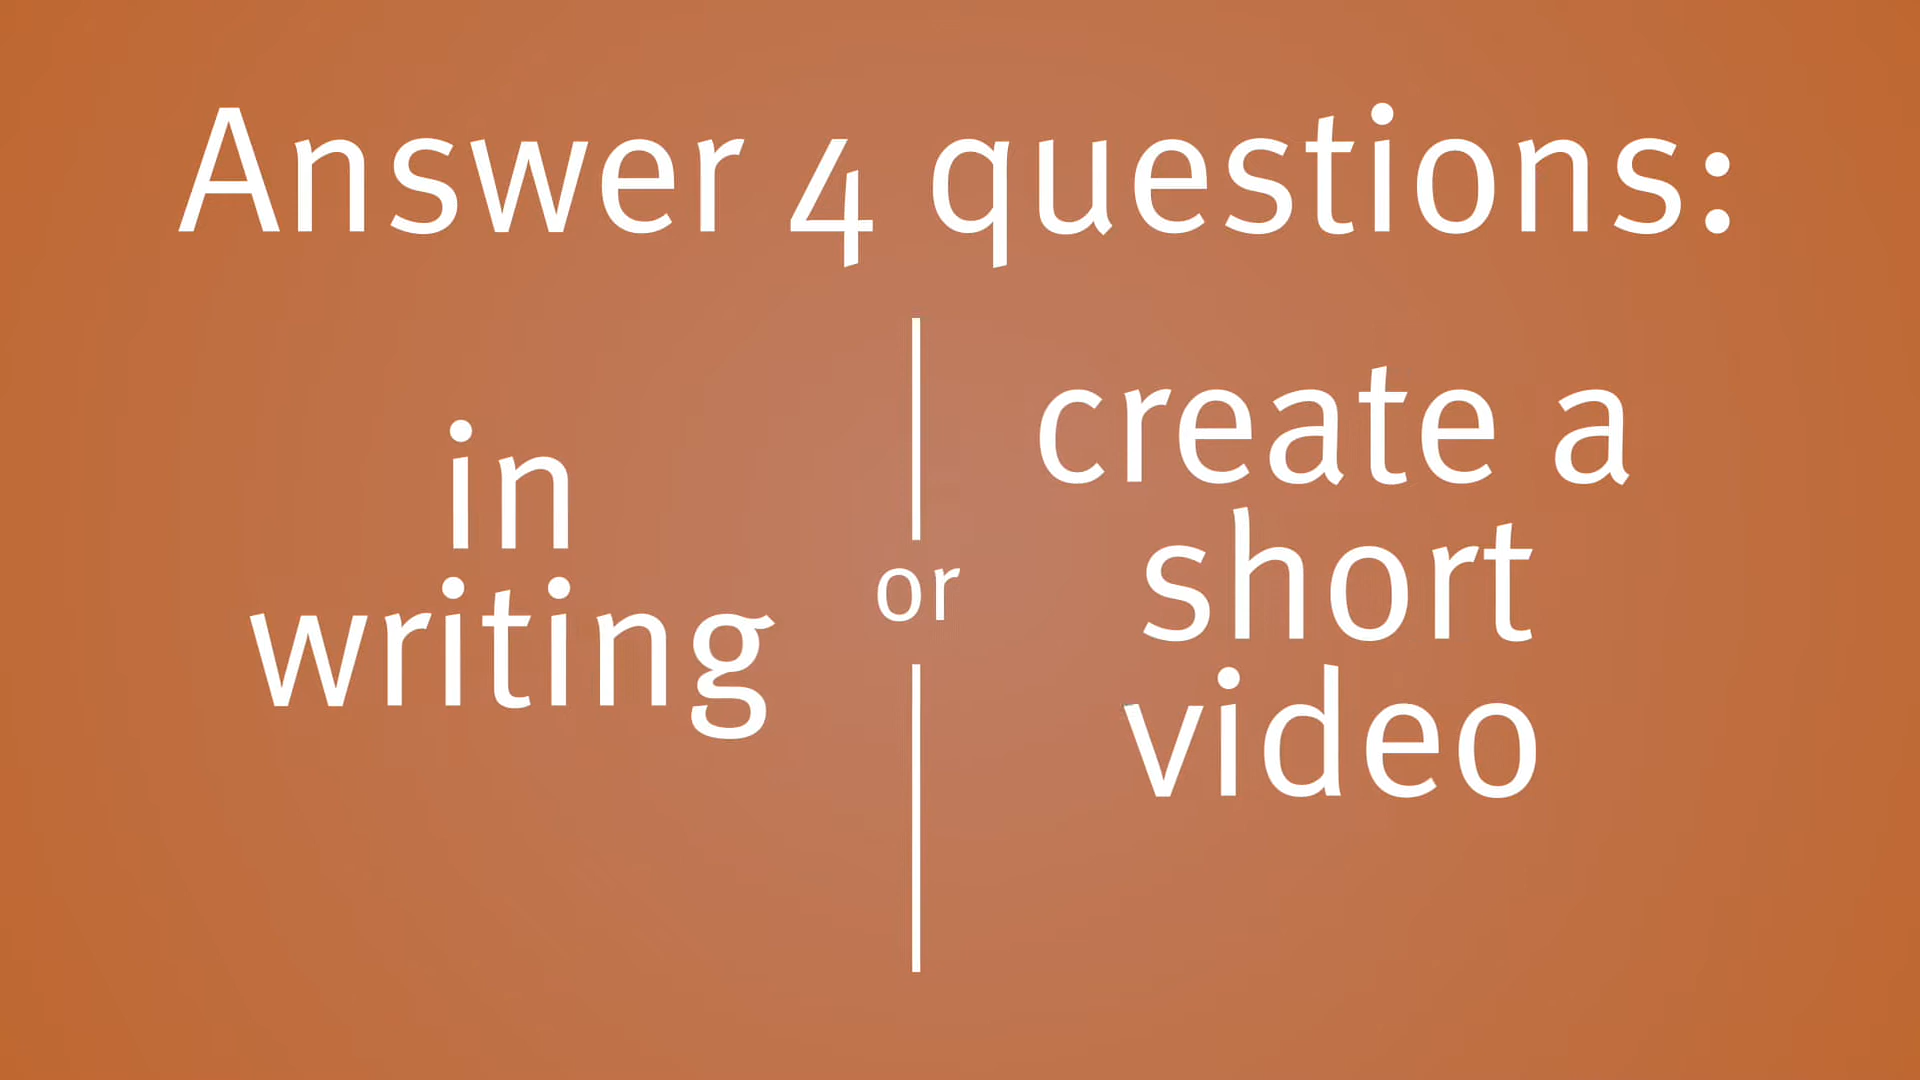 Answer 4 questions:
in
writing
or
create a
short
video